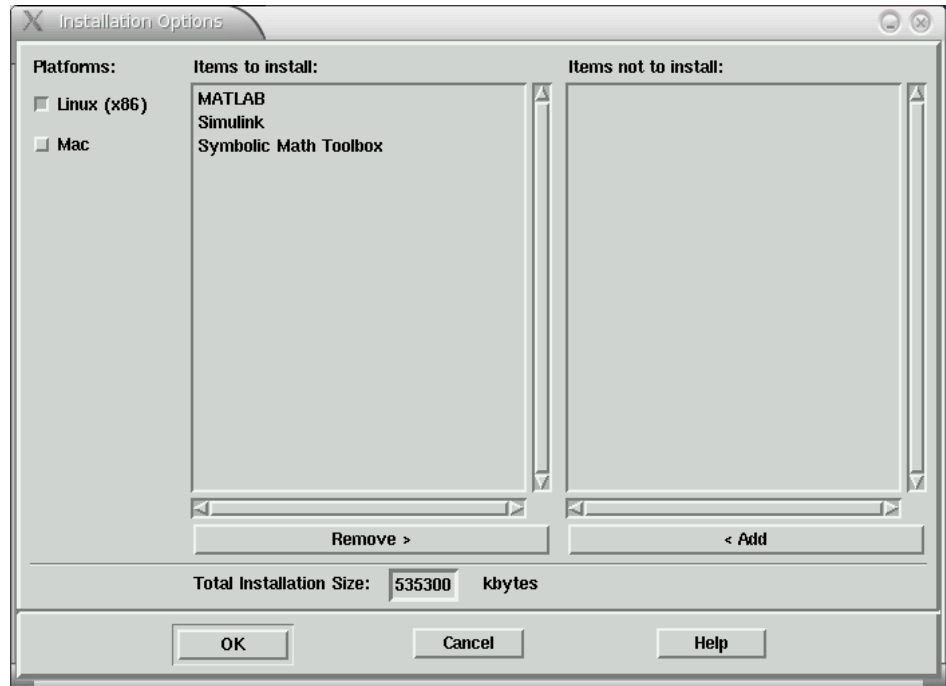 Installation Options
Platforms:
Linux (x86)
Mac
Items to install:
MATLAB
Simulink
Symbolic Math Toolbox
Remove >
Items not to install:
< Add
Total Installation Size: 535300 kbytes
OK
Cancel
Help